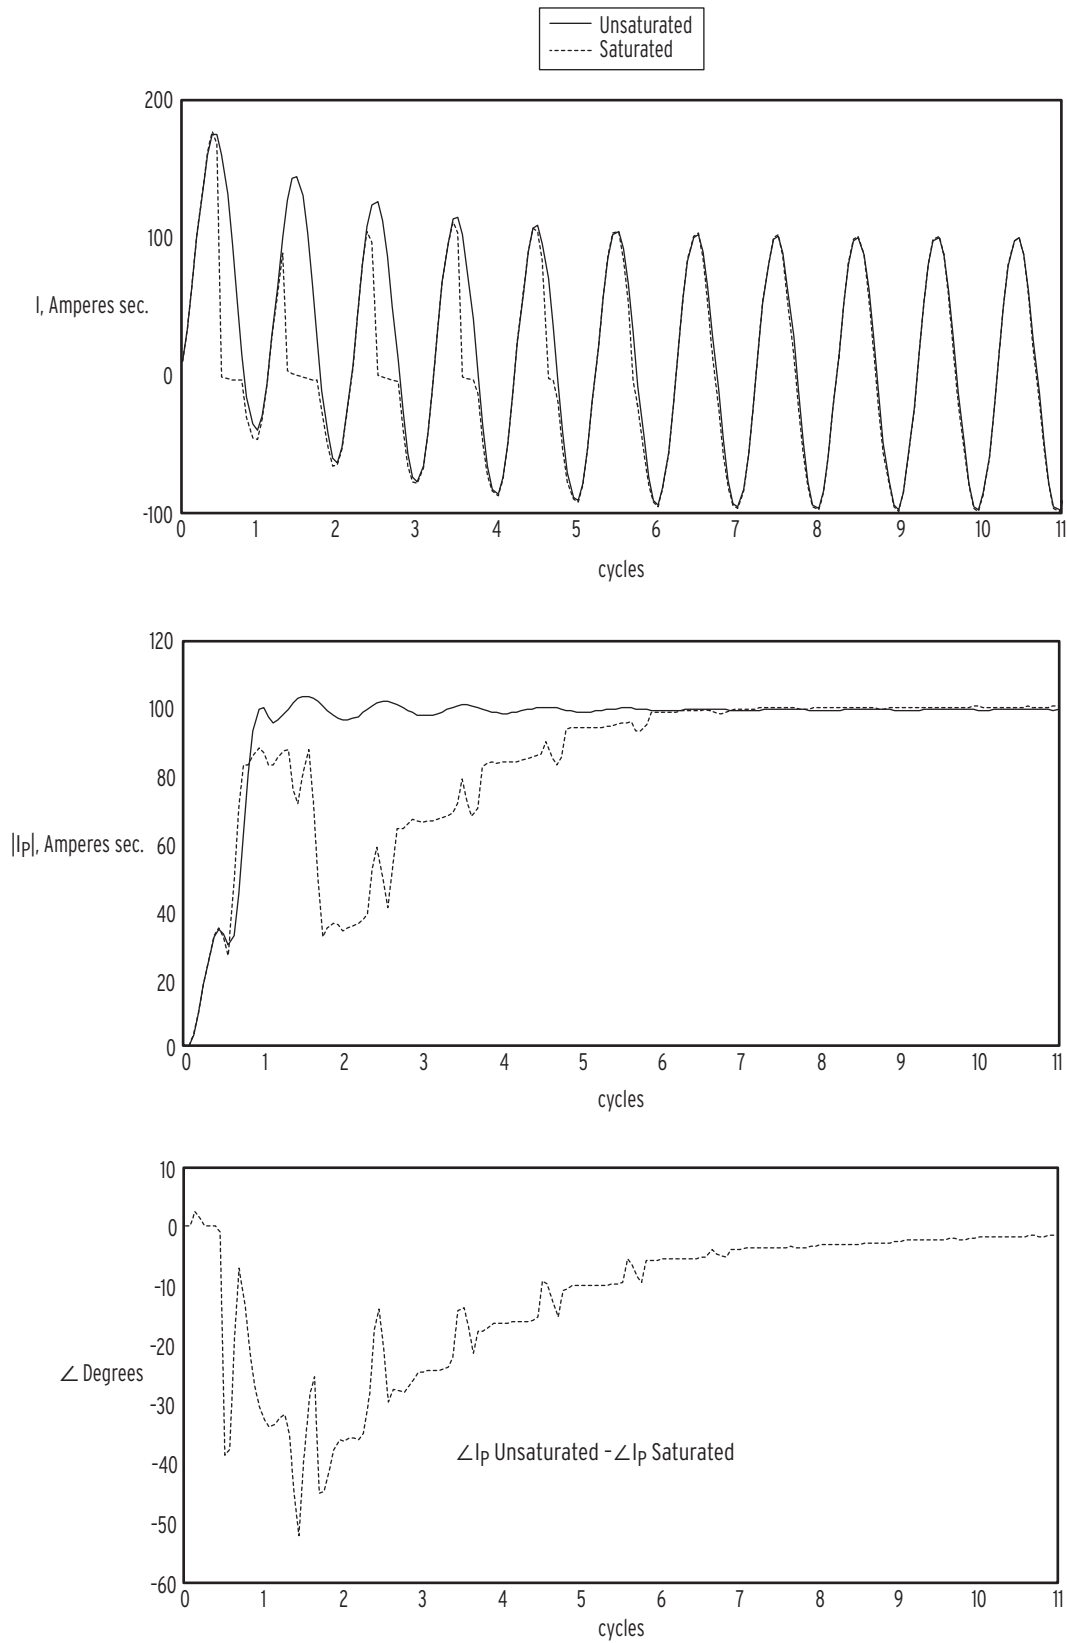 Unsaturated
Saturated
200
100
I, Amperes sec.
0
-100
0 1 2 3 4 5 6 7 8 9 10 11
cycles
120
100
80
|IP|, Amperes sec. 60
40
20
0
0 1 2 3 4 5 6 7 8 9 10 11
cycles
10
0
-10
-20
∠ Degrees
-30
∠IP Unsaturated -∠IP Saturated
-40
-50
-60
0 1 2 3 4 5 6 7 8 9 10 11
cycles